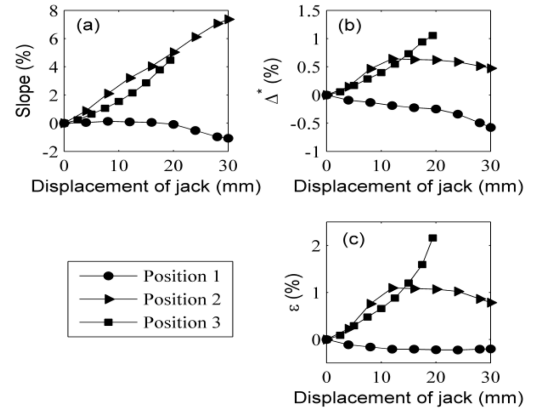 (a)
Slope (%)
8
6
4
2
0
-2
0 10 20 30
Displacement of jack (mm)
(b)
Δ* (%)
1.5
1
0.5
0
-0.5
-1
0 10 20 30
Displacement of jack (mm)
Position 1
Position 2
Position 3
(c)
ε (%)
2
1
0
0 10 20 30
Displacement of jack (mm)